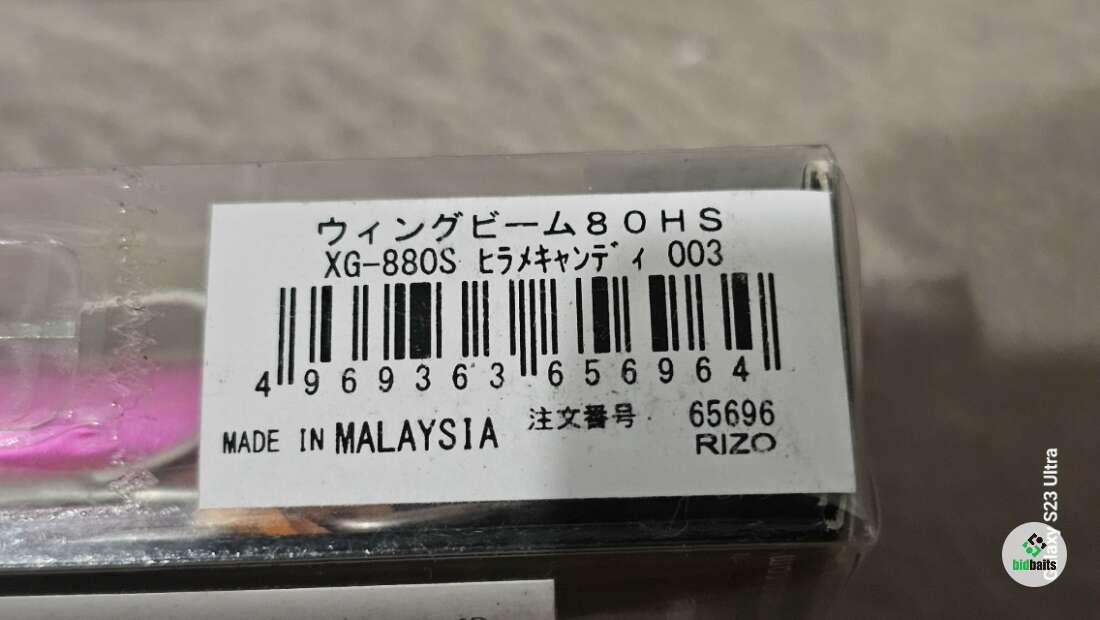 ウィングビーム８０ＨＳ
XG-880S ﾋﾗﾒｷｬﾝﾃﾞｨ 003
4 969363 656964
MADE IN MALAYSIA
注文番号 65696
RIZO
Galaxy S23 Ultra
bidbaits